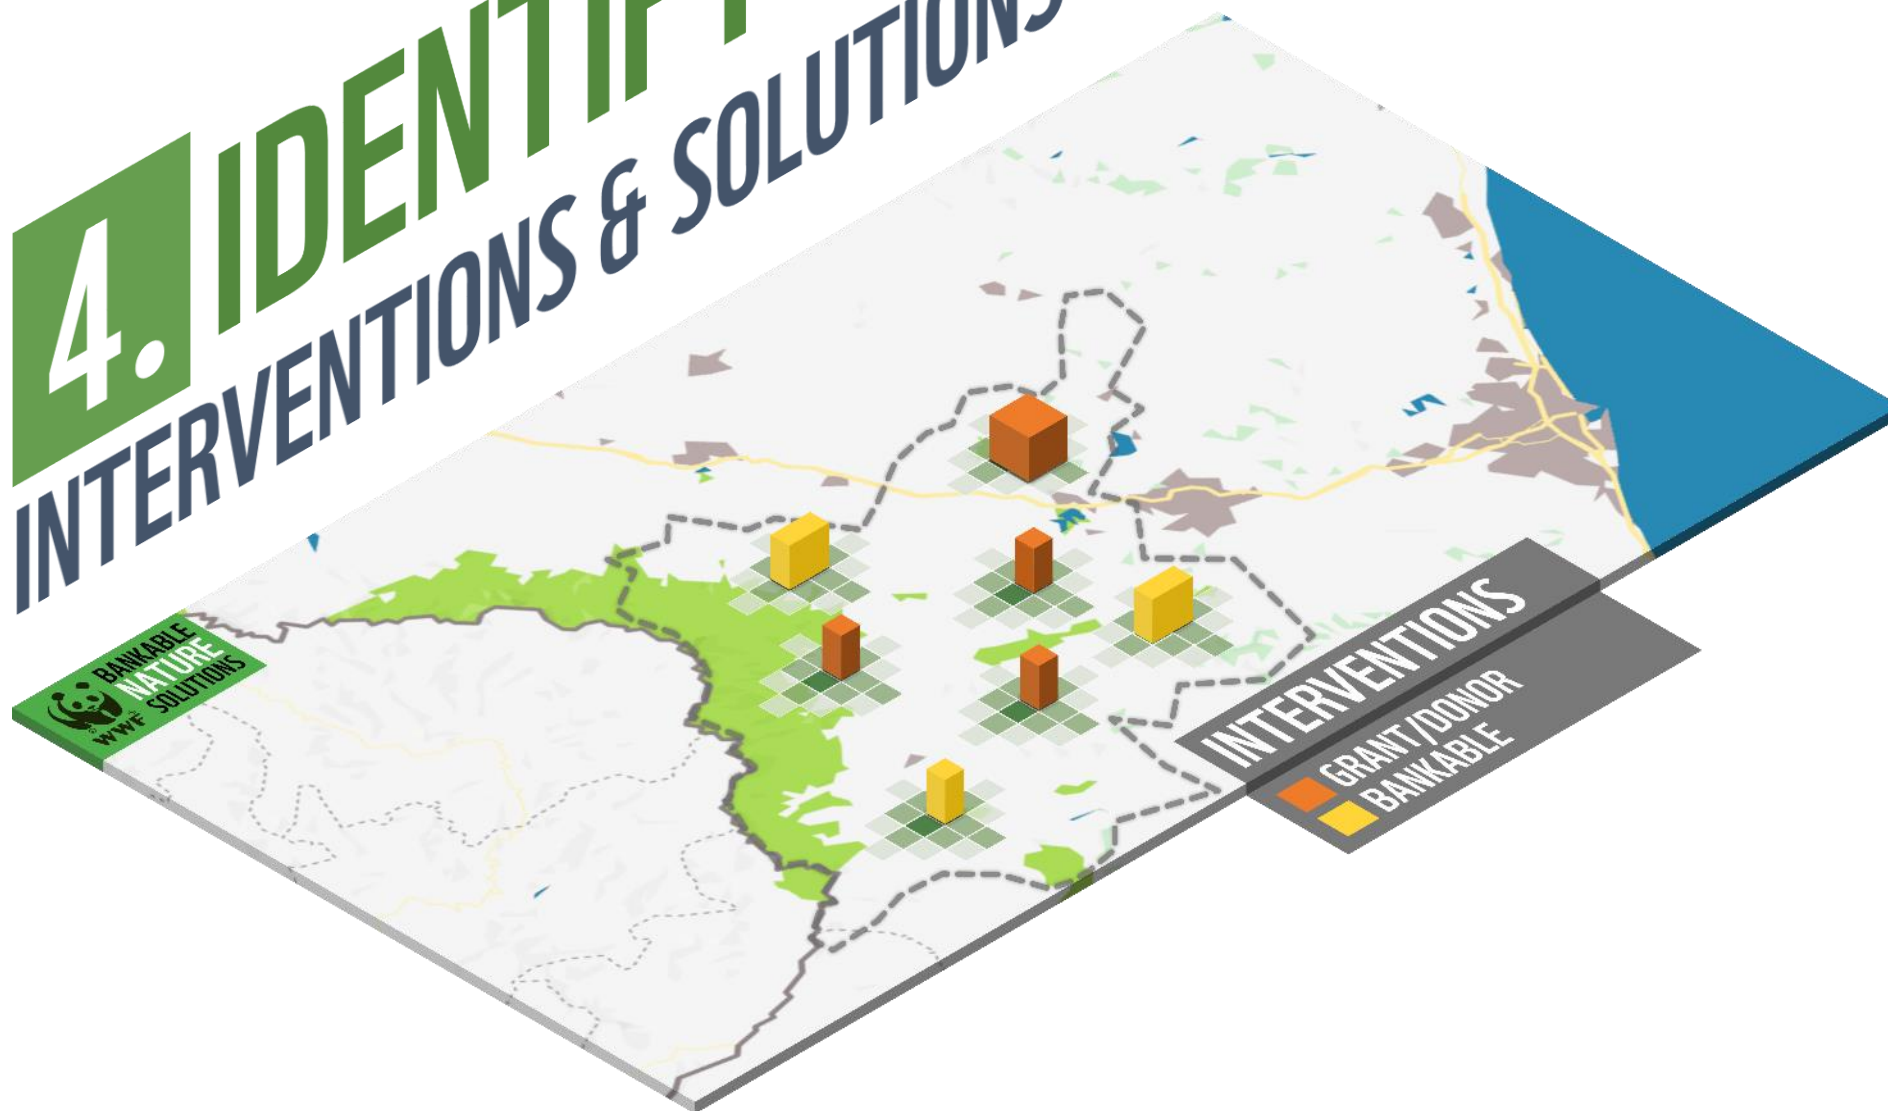 4. IDENTIFY
INTERVENTIONS & SOLUTIONS
WWF
BANKABLE
NATURE
SOLUTIONS
INTERVENTIONS
GRANT/DONOR
BANKABLE